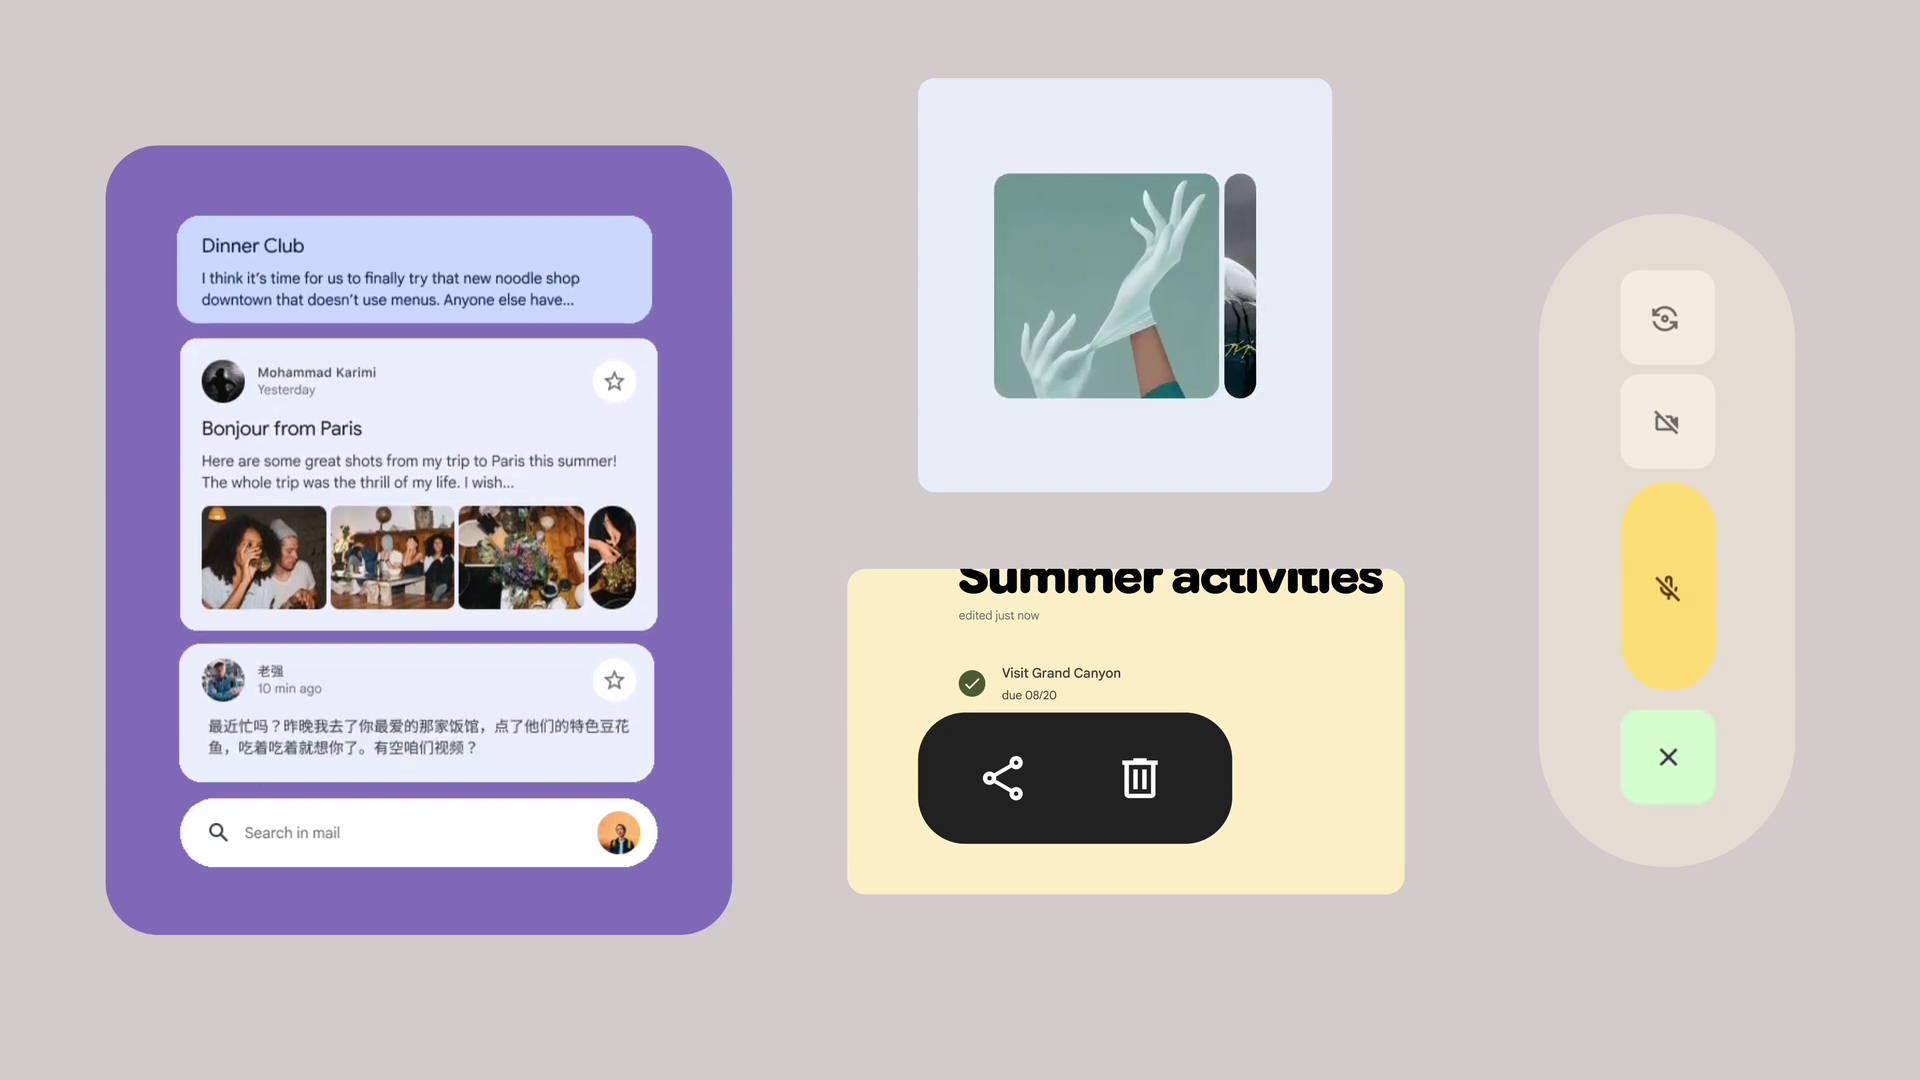 Dinner Club
I think it’s time for us to finally try that new noodle shop
downtown that doesn’t use menus. Anyone else have...
Mohammad Karimi
Yesterday
Bonjour from Paris
Here are some great shots from my trip to Paris this summer!
The whole trip was the thrill of my life. I wish...
老强
10 min ago
最近忙吗？昨晚我去了你最爱的那家饭馆，点了他们的特色豆花
鱼，吃着吃着就想你了。有空咱们视频？
Search in mail
Summer activities
edited just now
Visit Grand Canyon
due 08/20